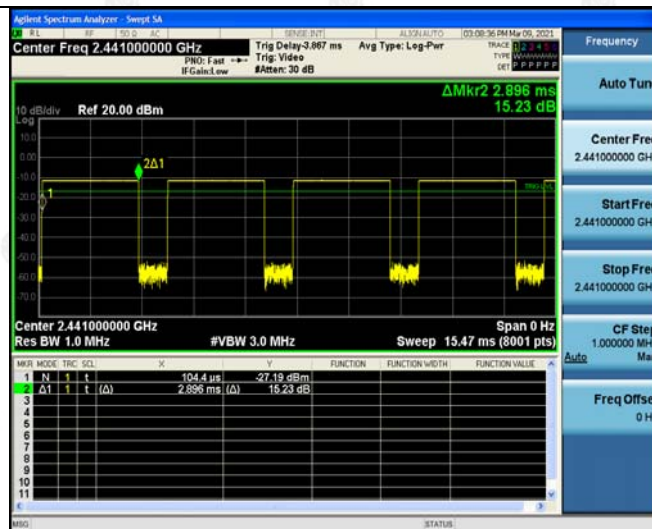 Agilent Spectrum Analyzer - Swept SA
RL RF 50 Ω AC SENSE:INT ALIGN AUTO 03:08:36 PM Mar 09, 2021
Center Freq 2.441000000 GHz
PNO: Fast
IFGain:Low
Trig Delay-3.867 ms
Trig: Video
#Atten: 30 dB
Avg Type: Log-Pwr
TRACE 1 2 3 4 5 6
TYPE
DET P P P P P P
ΔMkr2 2.896 ms
15.23 dB
10 dB/div Ref 20.00 dBm
Log
10.0
0.00
-10.0
-20.0
-30.0
-40.0
-50.0
-60.0
-70.0
2Δ1
1
TRIG LVL
Center 2.441000000 GHz Span 0 Hz
Res BW 1.0 MHz #VBW 3.0 MHz Sweep 15.47 ms (8001 pts)
MKR MODE TRC SCL X Y FUNCTION FUNCTION WIDTH FUNCTION VALUE
1 N 1 t 104.4 µs -27.19 dBm
2 Δ1 1 t (Δ) 2.896 ms (Δ) 15.23 dB
3
4
5
6
7
8
9
10
11
MSG STATUS
Frequency
Auto Tun
Center Fre
2.441000000 GH
Start Fre
2.441000000 GH
Stop Fre
2.441000000 GH
CF Ste
1.000000 MH
Auto Ma
Freq Offse
0 H